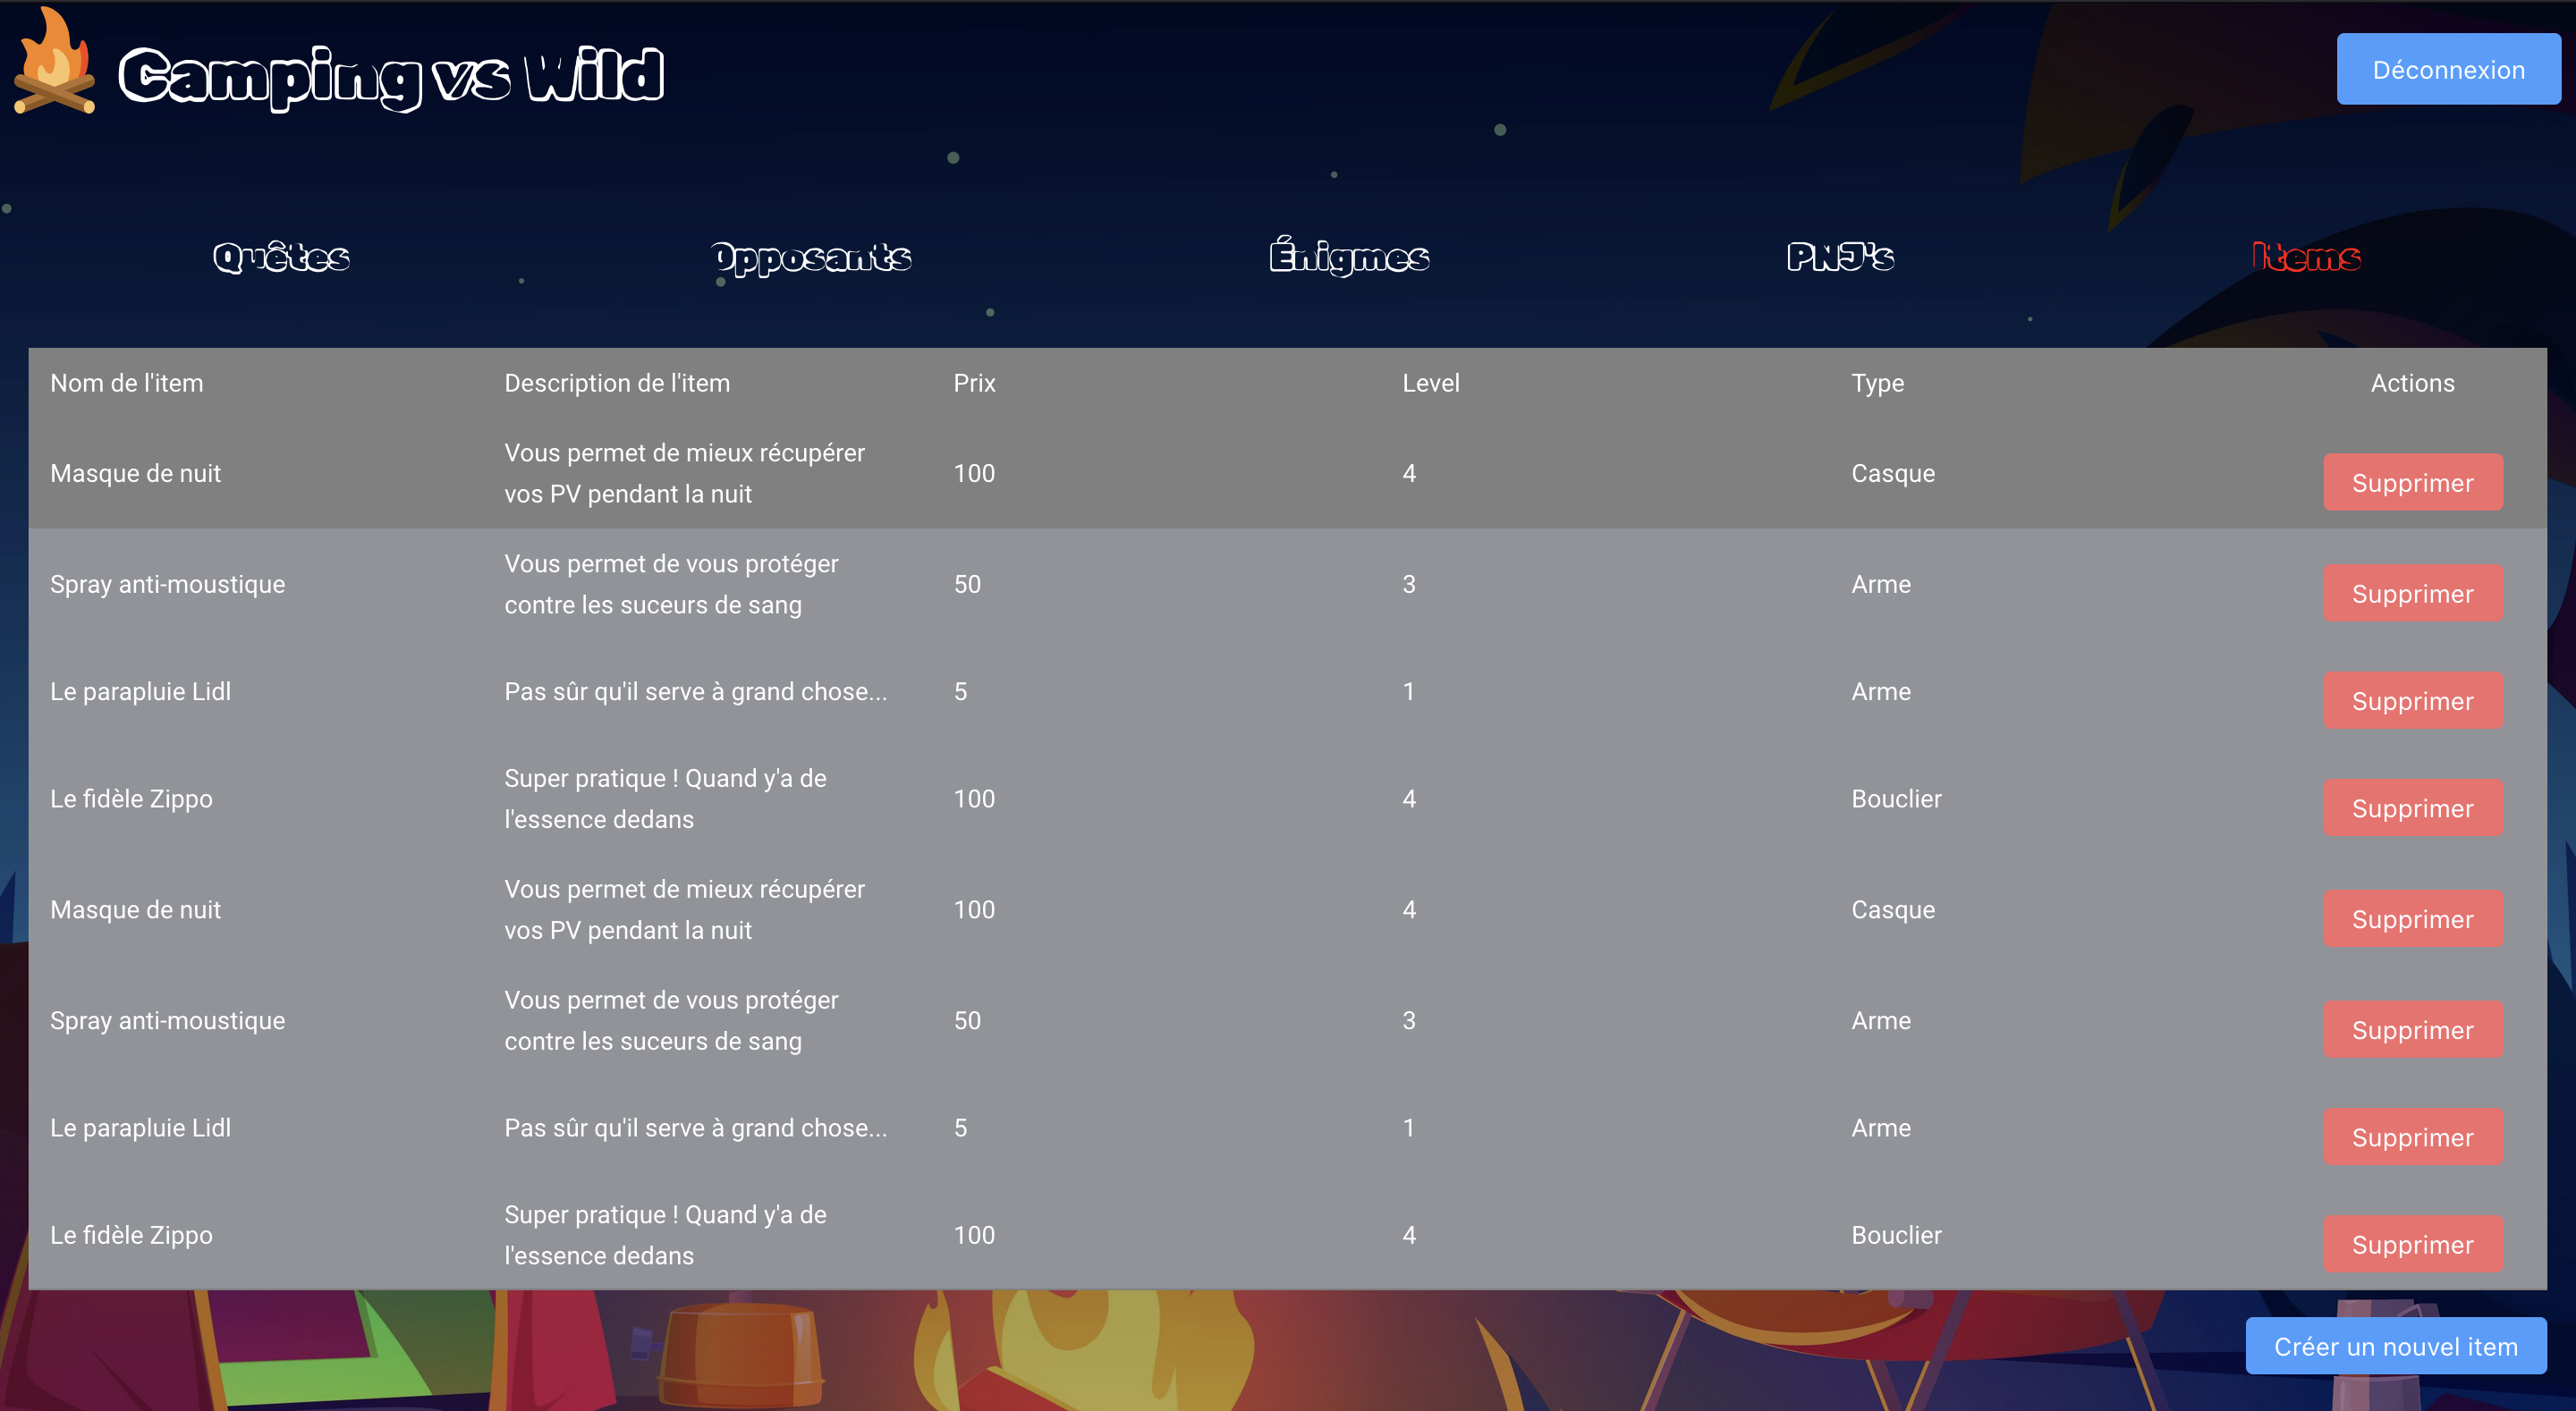 Camping vs Wild
Déconnexion
Quêtes Opposants Énigmes PNJ's Items
Nom de l'item Description de l'item Prix Level Type Actions
Masque de nuit Vous permet de mieux récupérer 100 4 Casque Supprimer
vos PV pendant la nuit
Spray anti-moustique Vous permet de vous protéger 50 3 Arme Supprimer
contre les suceurs de sang
Le parapluie Lidl Pas sûr qu'il serve à grand chose... 5 1 Arme Supprimer
Le fidèle Zippo Super pratique ! Quand y'a de 100 4 Bouclier Supprimer
l'essence dedans
Masque de nuit Vous permet de mieux récupérer 100 4 Casque Supprimer
vos PV pendant la nuit
Spray anti-moustique Vous permet de vous protéger 50 3 Arme Supprimer
contre les suceurs de sang
Le parapluie Lidl Pas sûr qu'il serve à grand chose... 5 1 Arme Supprimer
Le fidèle Zippo Super pratique ! Quand y'a de 100 4 Bouclier Supprimer
l'essence dedans
Créer un nouvel item